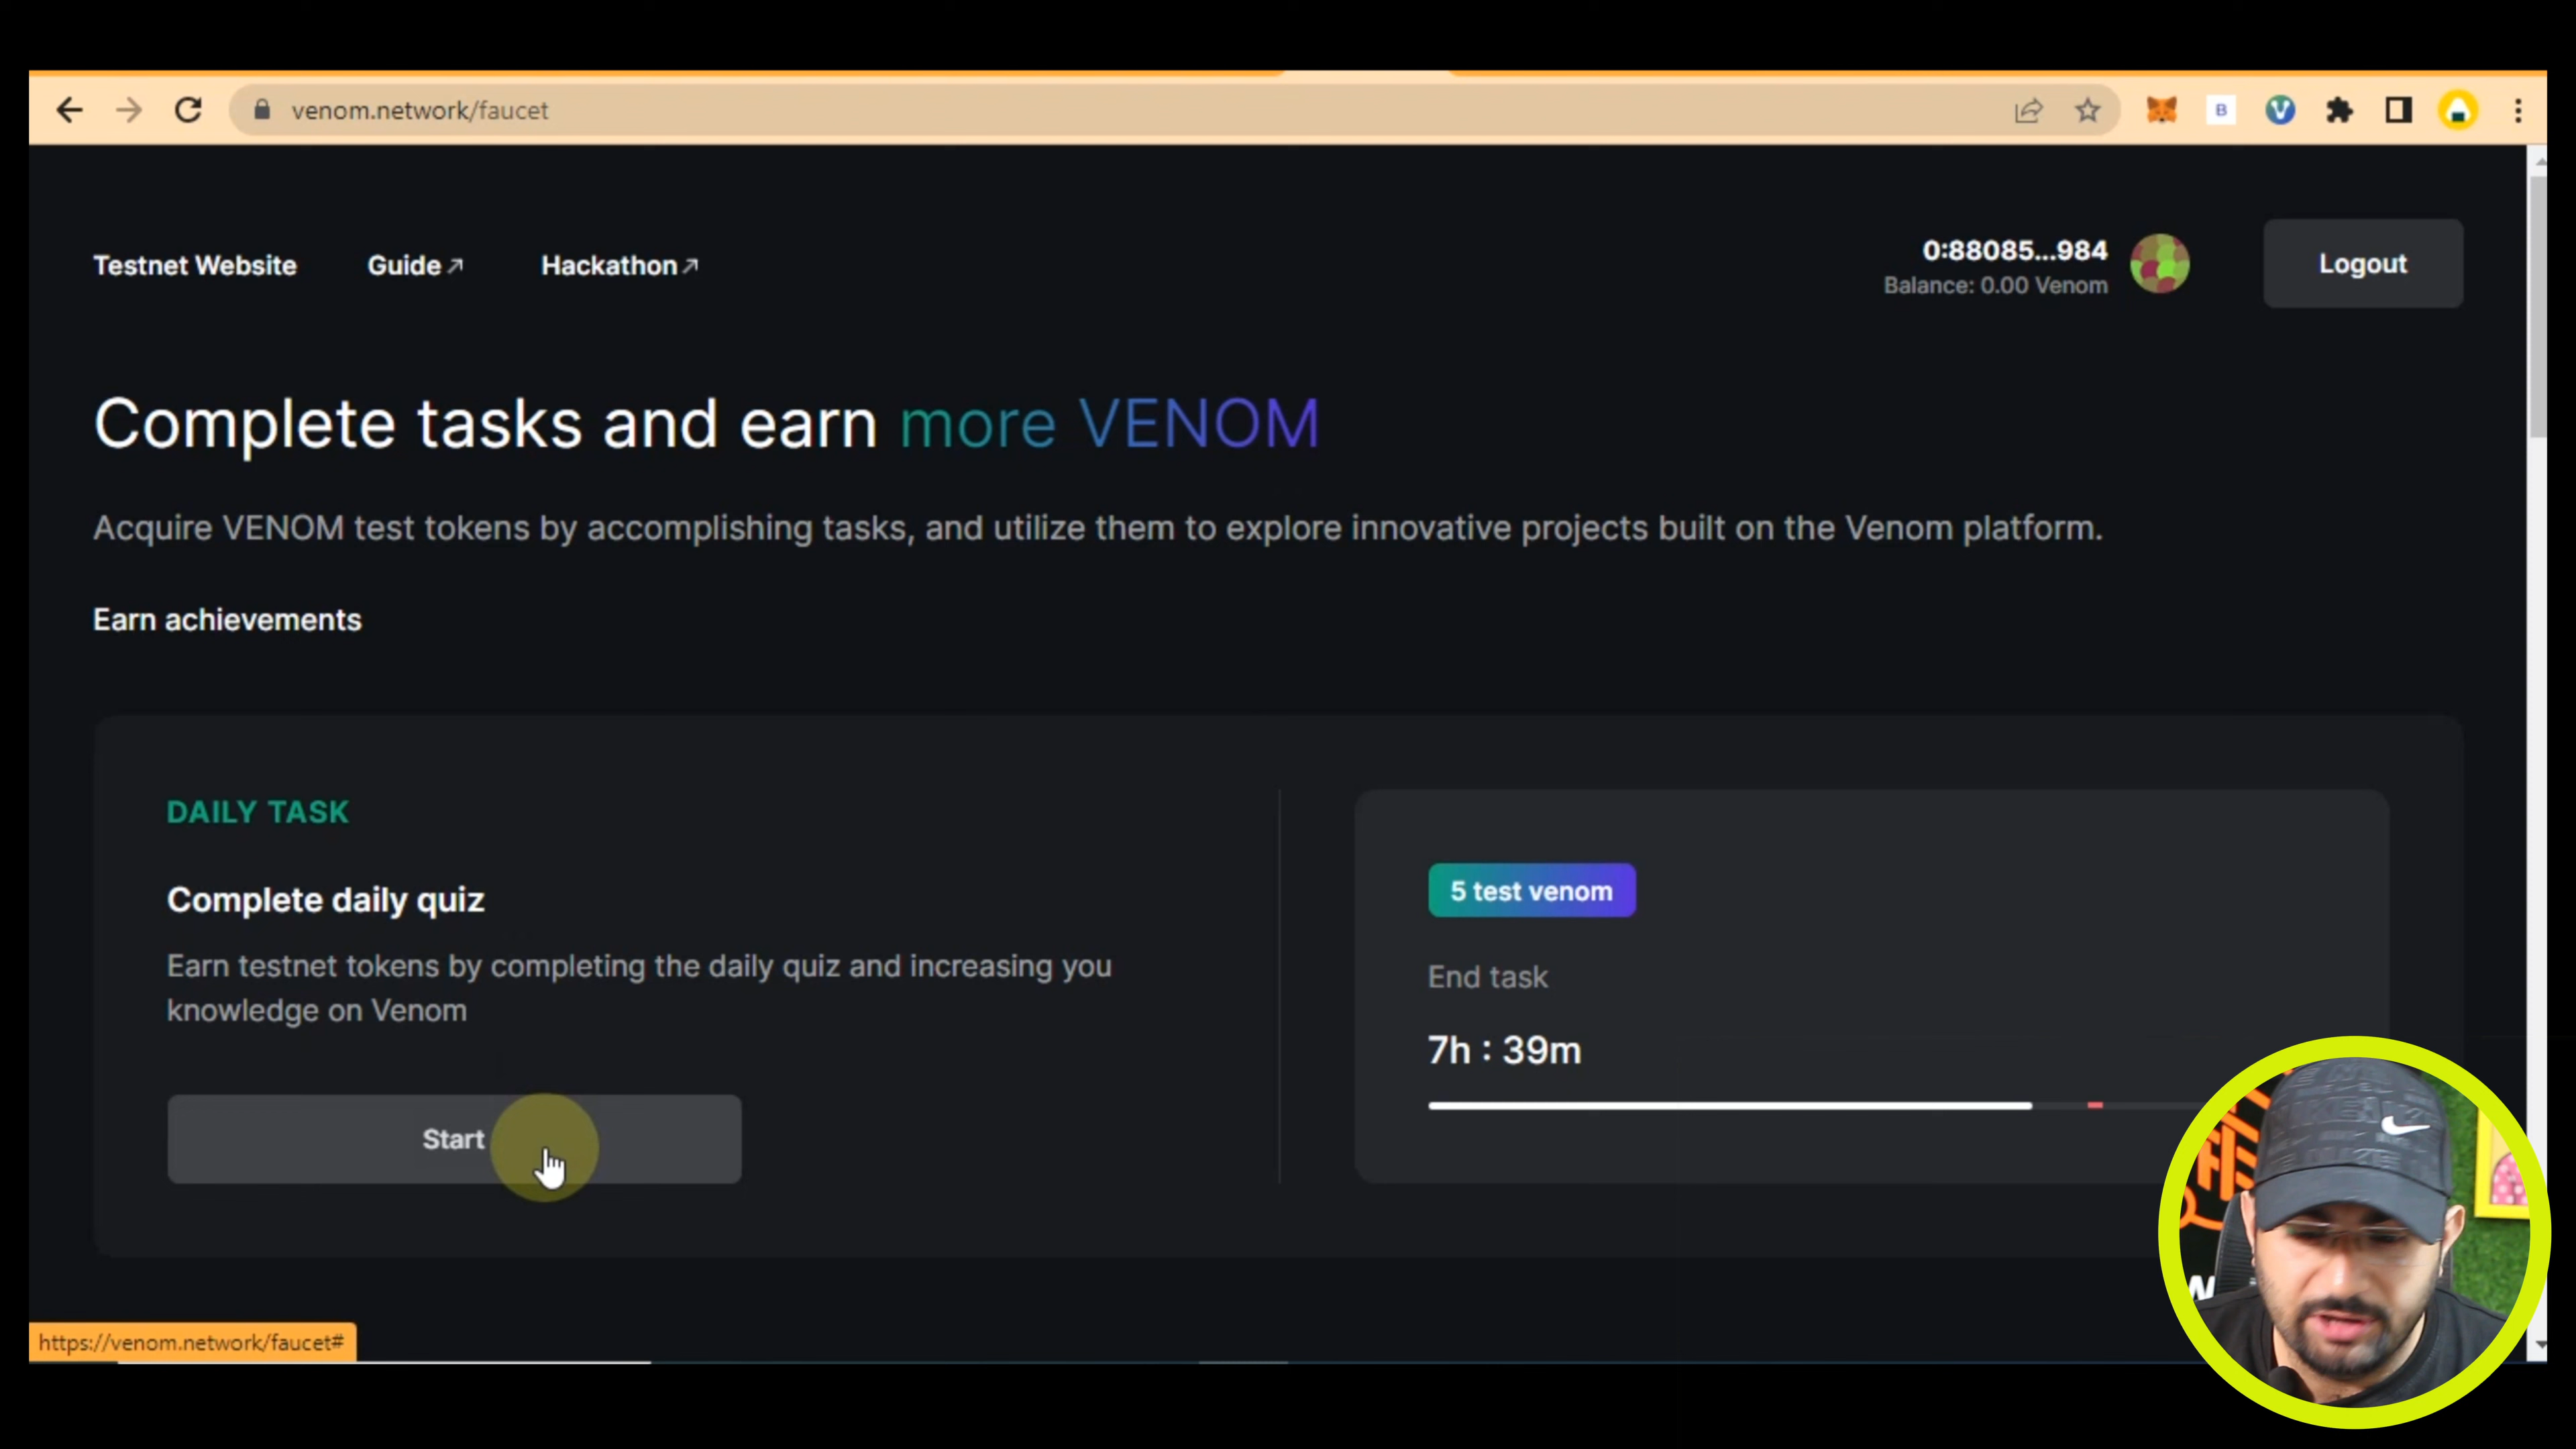 venom.network/faucet
B
Testnet Website
Guide
Hackathon
0:88085...984
Balance: 0.00 Venom
Logout
Complete tasks and earn more VENOM
Acquire VENOM test tokens by accomplishing tasks, and utilize them to explore innovative projects built on the Venom platform.
Earn achievements
DAILY TASK
Complete daily quiz
Earn testnet tokens by completing the daily quiz and increasing you
knowledge on Venom
Start
5 test venom
End task
7h : 39m
https://venom.network/faucet#